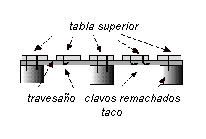 tabla superior
travesaño clavos remachados
taco